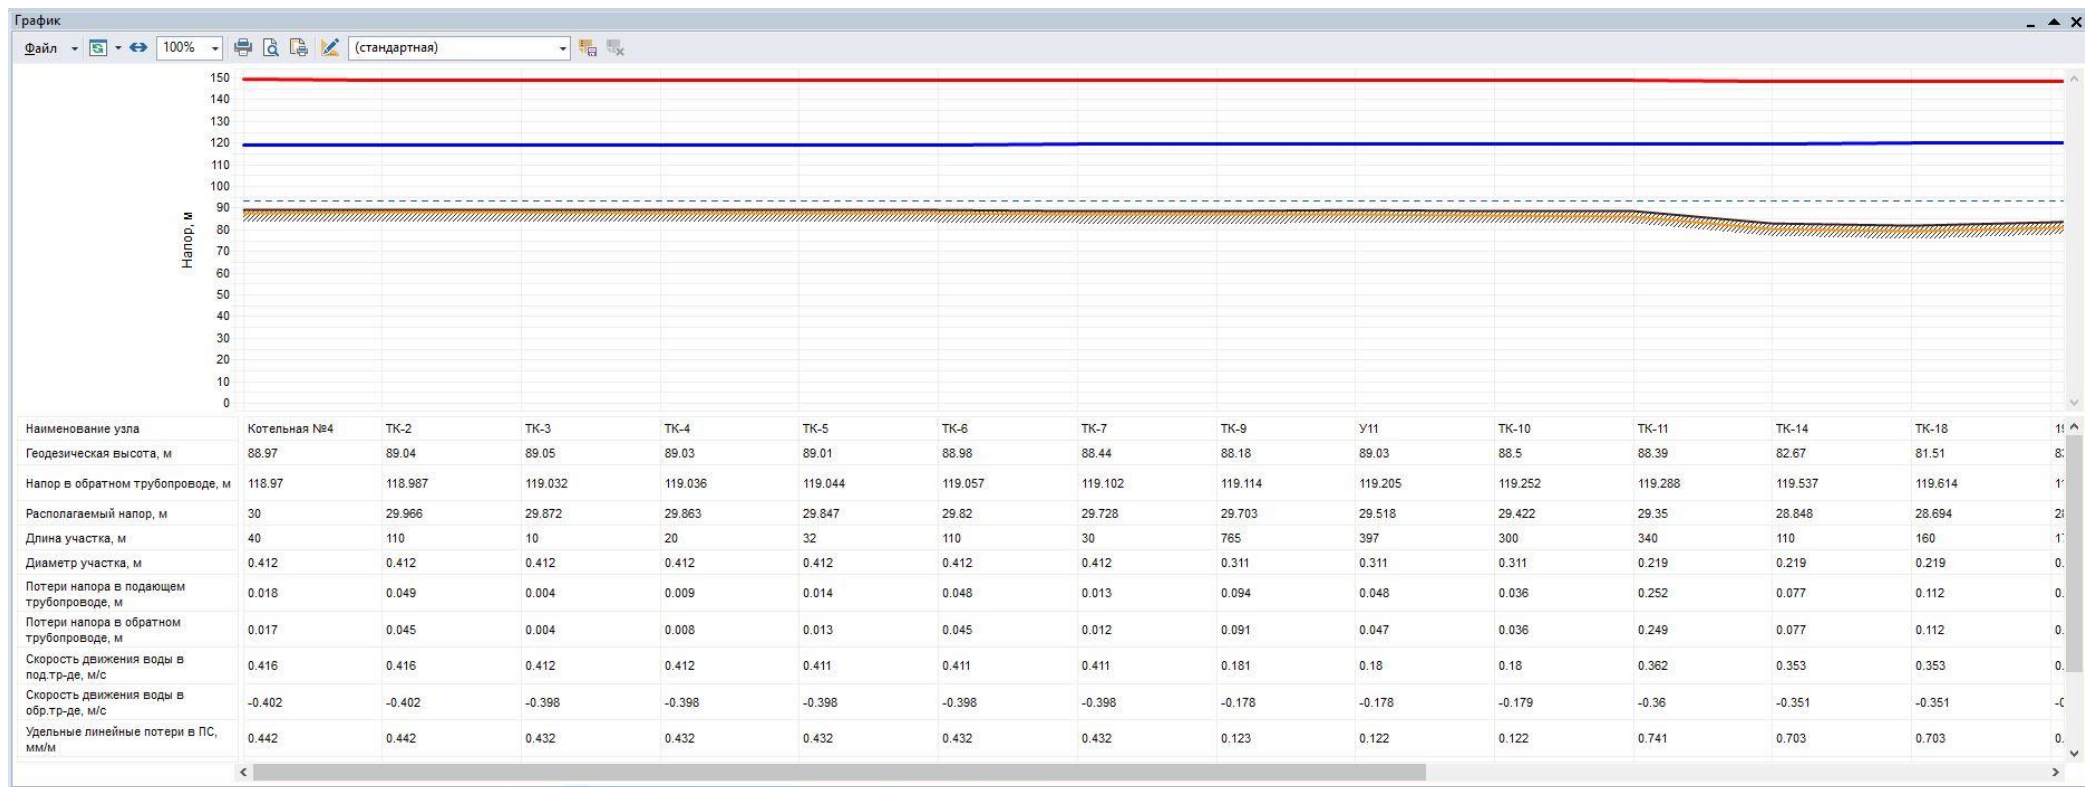 График
Файл 100% (стандартная)
150
140
130
120
110
100
90
80
70
60
50
40
30
20
10
0
Напор, м
Наименование узла Котельная №4 ТК-2 ТК-3 ТК-4 ТК-5 ТК-6 ТК-7 ТК-9 У11 ТК-10 ТК-11 ТК-14 ТК-18
Геодезическая высота, м 88.97 89.04 89.05 89.03 89.01 88.98 88.44 88.18 89.03 88.5 88.39 82.67 81.51
Напор в обратном трубопроводе, м 118.97 118.987 119.032 119.036 119.044 119.057 119.102 119.114 119.205 119.252 119.288 119.537 119.614
Располагаемый напор, м 30 29.966 29.872 29.863 29.847 29.82 29.728 29.703 29.518 29.422 29.35 28.848 28.694
Длина участка, м 40 110 10 20 32 110 30 765 397 300 340 110 160
Диаметр участка, м 0.412 0.412 0.412 0.412 0.412 0.412 0.412 0.311 0.311 0.311 0.219 0.219 0.219
Потери напора в подающем
трубопроводе, м 0.018 0.049 0.004 0.009 0.014 0.048 0.013 0.094 0.048 0.036 0.252 0.077 0.112
Потери напора в обратном
трубопроводе, м 0.017 0.045 0.004 0.008 0.013 0.045 0.012 0.091 0.047 0.036 0.249 0.077 0.112
Скорость движения воды в
под.тр-де, м/с 0.416 0.416 0.412 0.412 0.411 0.411 0.411 0.181 0.18 0.18 0.362 0.353 0.353
Скорость движения воды в
обр.тр-де, м/с -0.402 -0.402 -0.398 -0.398 -0.398 -0.398 -0.398 -0.178 -0.178 -0.179 -0.36 -0.351 -0.351
Удельные линейные потери в ПС,
мм/м 0.442 0.442 0.432 0.432 0.432 0.432 0.432 0.123 0.122 0.122 0.741 0.703 0.703